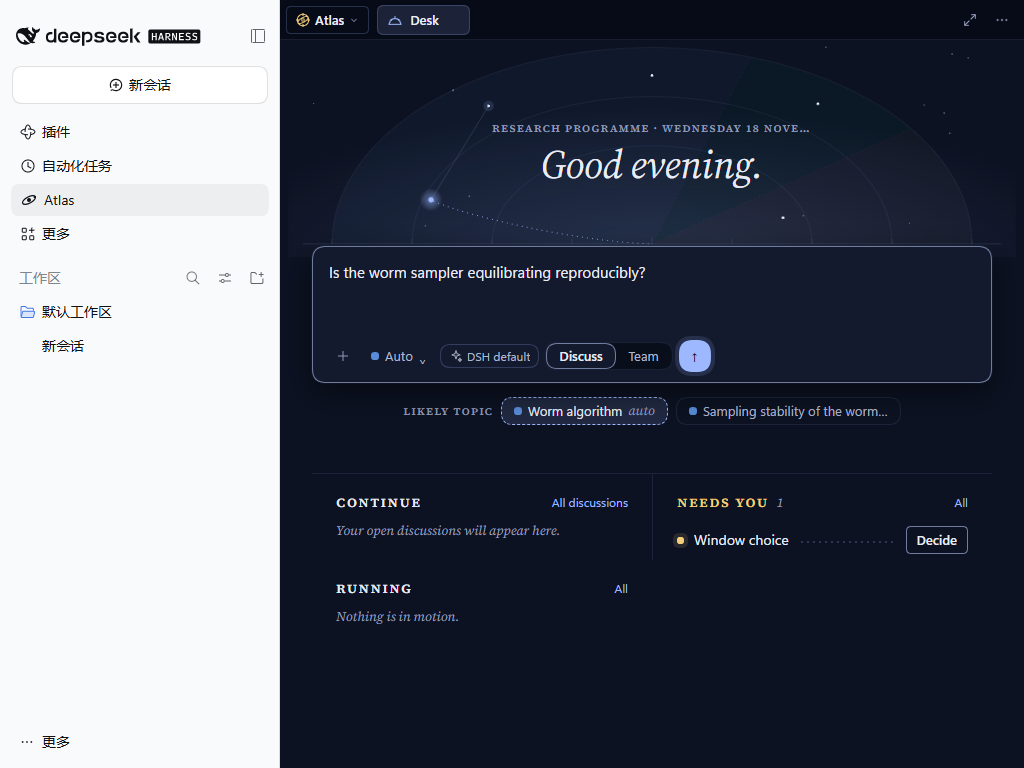 deepseek HARNESS
新会话
插件
自动化任务
Atlas
更多
工作区
默认工作区
新会话
更多
Atlas
Desk
RESEARCH PROGRAMME · WEDNESDAY 18 NOVE…
Good evening.
Is the worm sampler equilibrating reproducibly?
Auto
DSH default
Discuss
Team
LIKELY TOPIC
Worm algorithm auto
Sampling stability of the worm…
CONTINUE
All discussions
Your open discussions will appear here.
NEEDS YOU 1
All
Window choice
Decide
RUNNING
All
Nothing is in motion.